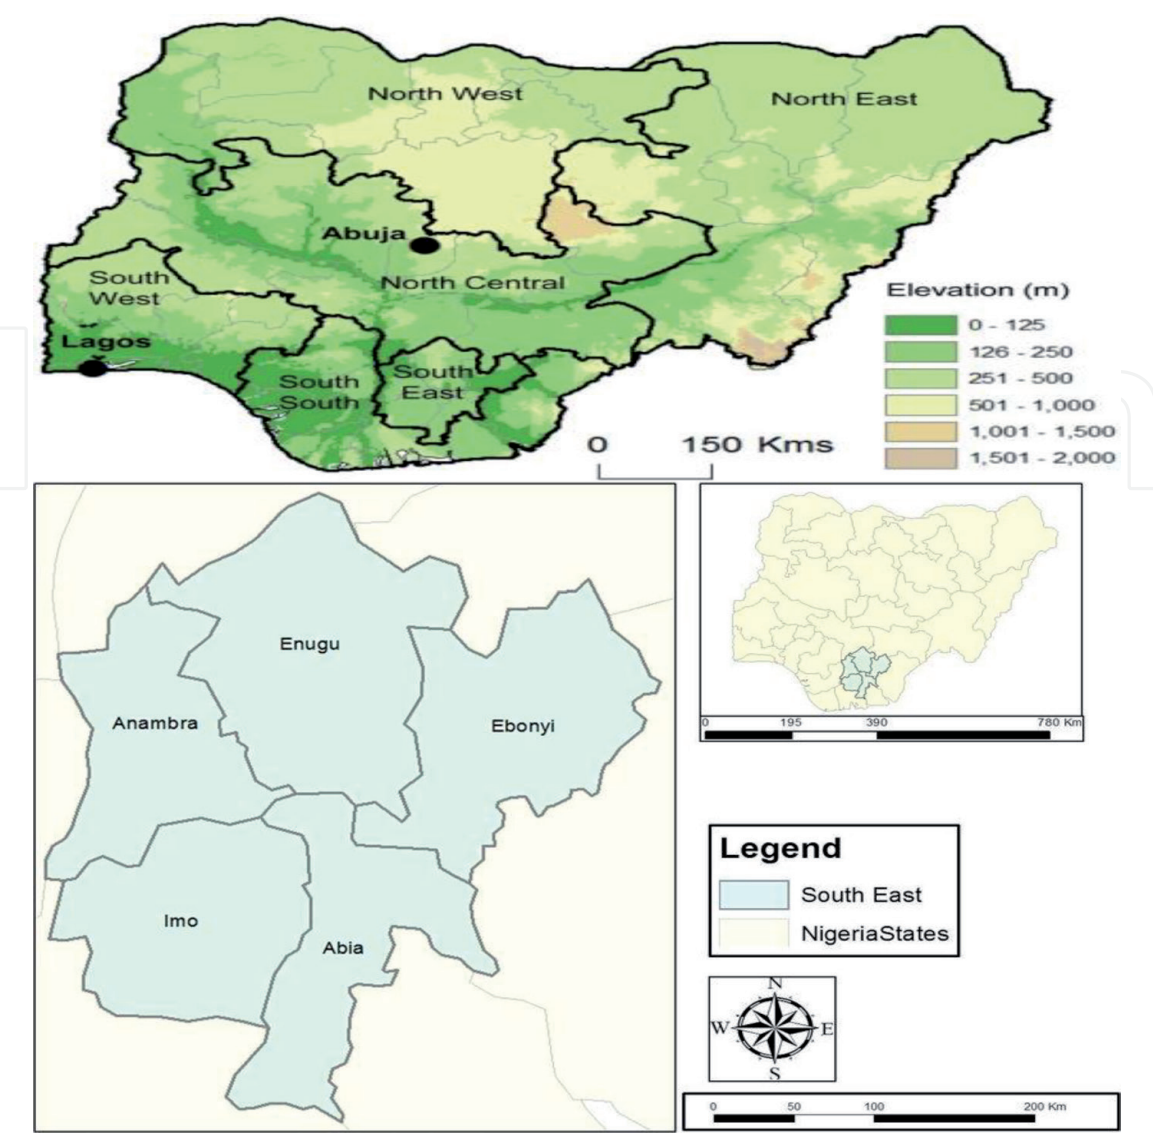 North West
North East
Abuja
North Central
South
West
Lagos
South
South
South
East
Elevation (m)
0 - 125
126 - 250
251 - 500
501 - 1,000
1,001 - 1,500
1,501 - 2,000
0 150 Kms
Enugu
Anambra
Ebonyi
Imo
Abia
0 195 390 780 Km
Legend
South East
NigeriaStates
N
W E
S
0 50 100 200 Km